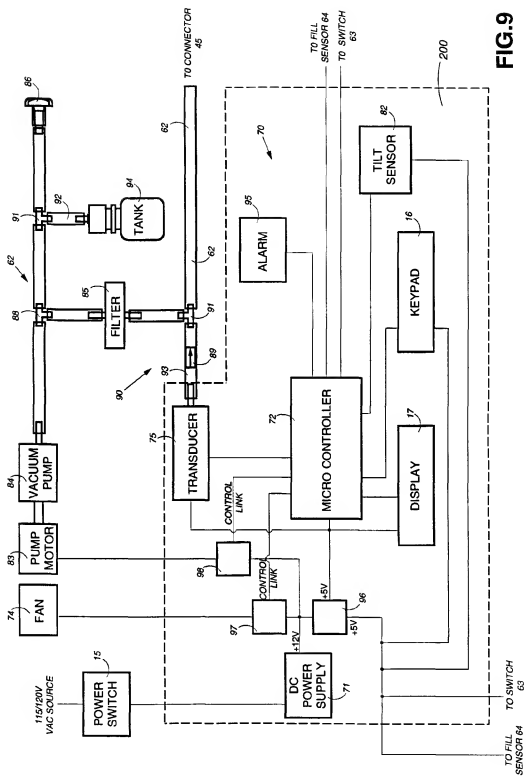 86
TO CONNECTOR
45
62
91
92
94
TANK
62
88
85
FILTER
91
62
90
93
89
84
VACUUM
PUMP
83
PUMP
MOTOR
74
FAN
75
TRANSDUCER
CONTROL
LINK
98
CONTROL
LINK
97
96
+5V
+5V
+12V
15
POWER
SWITCH
115/120V
VAC SOURCE
DC
POWER
SUPPLY
71
72
MICRO CONTROLLER
95
ALARM
70
TO FILL
SENSOR 64
TO SWITCH
63
200
82
TILT
SENSOR
16
KEYPAD
17
DISPLAY
TO SWITCH
63
TO FILL
SENSOR 64
FIG.9